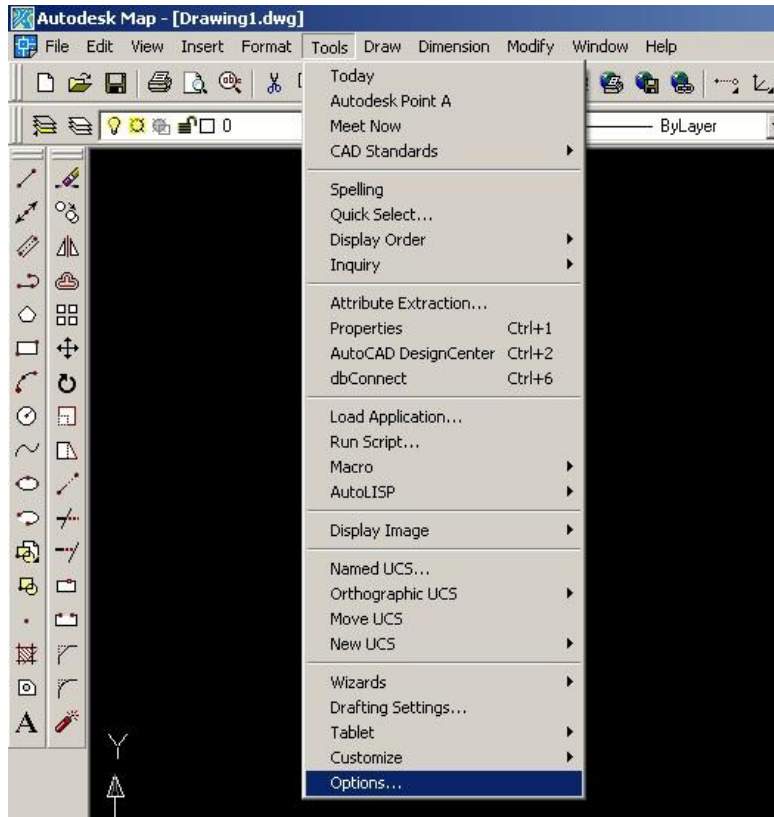 Autodesk Map - [Drawing1.dwg]
File Edit View Insert Format Tools Draw Dimension Modify Window Help
0
ByLayer
Today
Autodesk Point A
Meet Now
CAD Standards
Spelling
Quick Select...
Display Order
Inquiry
Attribute Extraction...
Properties Ctrl+1
AutoCAD DesignCenter Ctrl+2
dbConnect Ctrl+6
Load Application...
Run Script...
Macro
AutoLISP
Display Image
Named UCS...
Orthographic UCS
Move UCS
New UCS
Wizards
Drafting Settings...
Tablet
Customize
Options...
A
Y